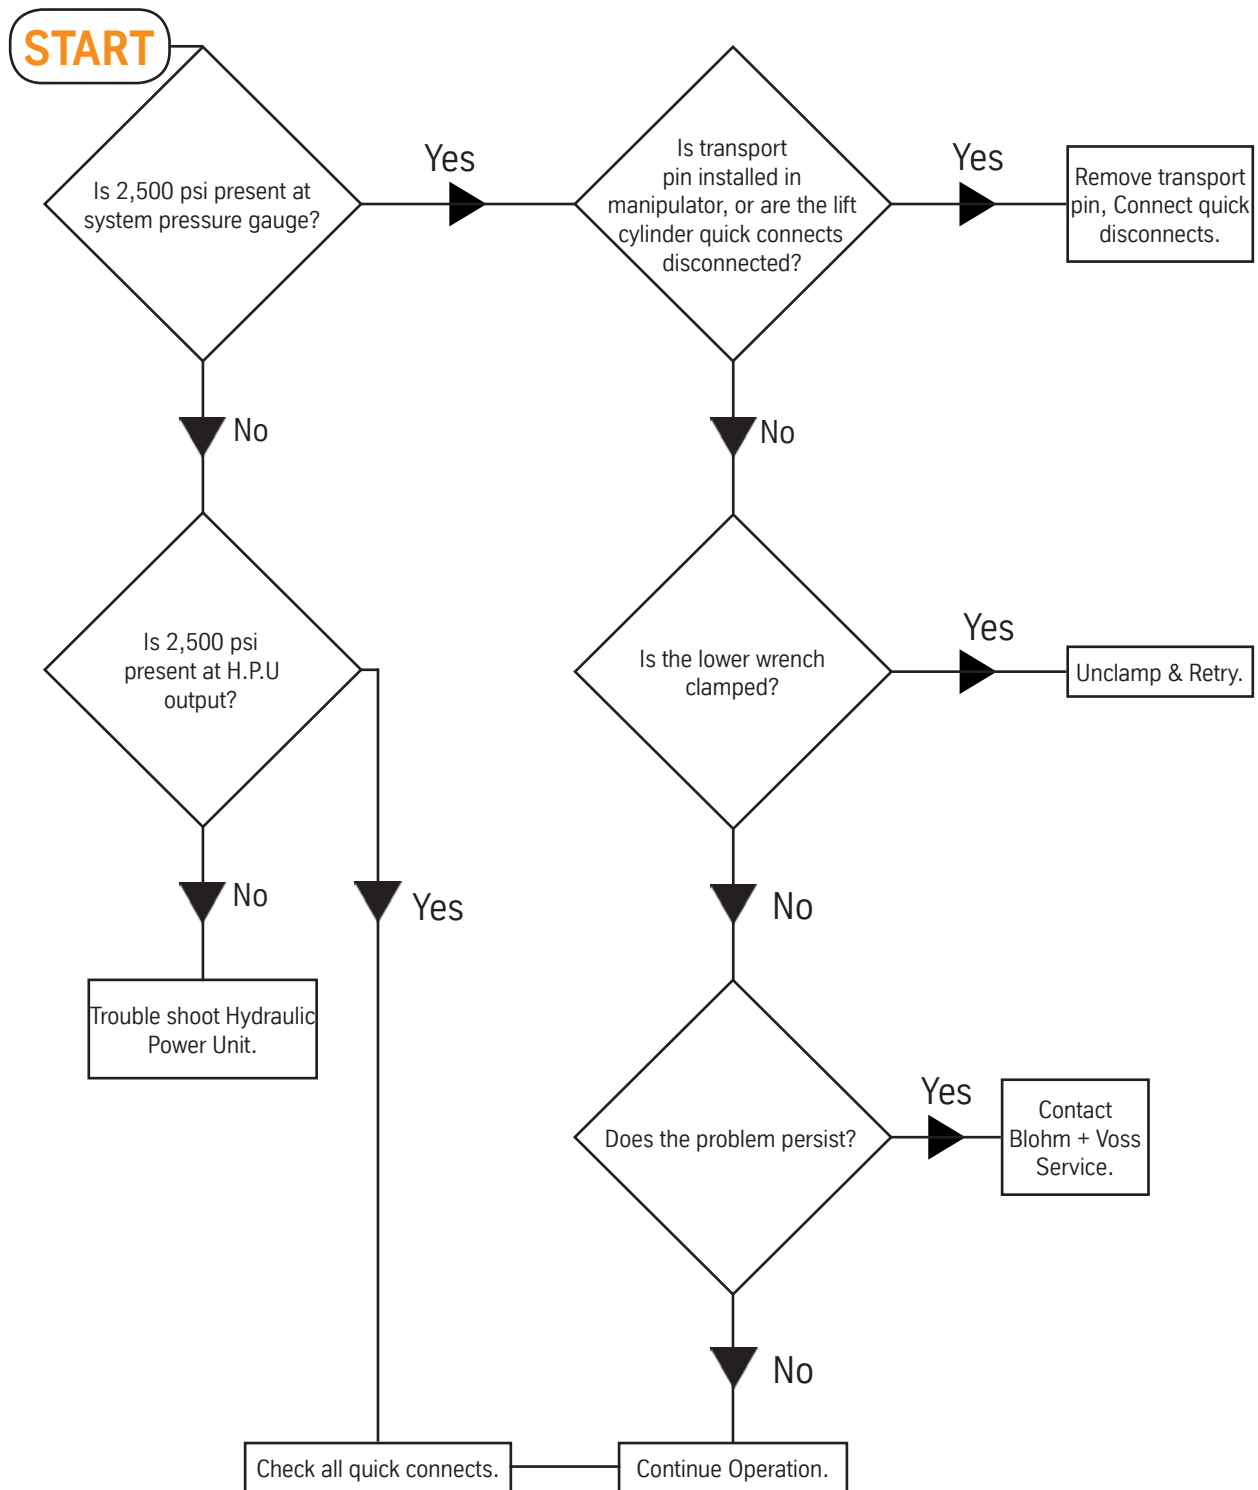 START
Is 2,500 psi present at
system pressure gauge?
Yes
Is transport
pin installed in
manipulator, or are the lift
cylinder quick connects
disconnected?
Yes
Remove transport
pin, Connect quick
disconnects.
No
No
Is 2,500 psi
present at H.P.U
output?
Is the lower wrench
clamped?
Yes
Unclamp & Retry.
No
Yes
No
Trouble shoot Hydraulic
Power Unit.
Does the problem persist?
Yes
Contact
Blohm + Voss
Service.
No
Check all quick connects.
Continue Operation.